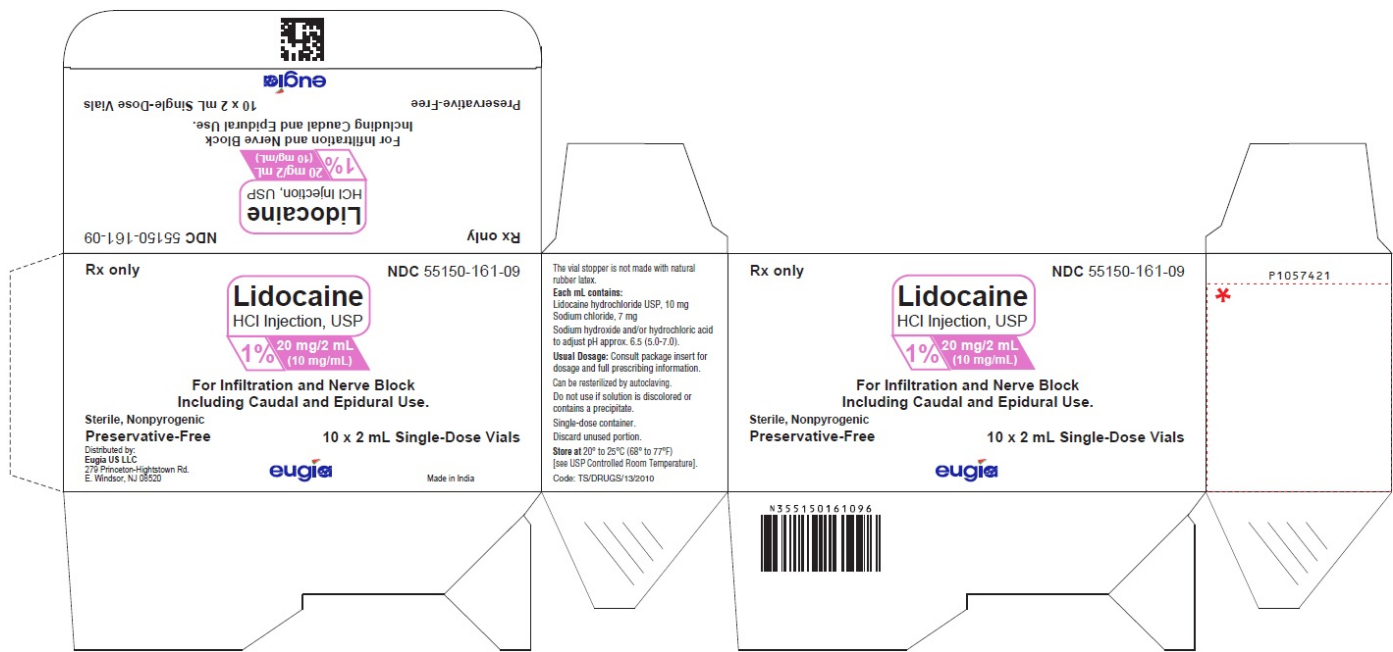 eugia
10 x 2 mL Single-Dose Vials
Preservative-Free
For Infiltration and Nerve Block
Including Caudal and Epidural Use.
1%
20 mg/2 mL
(10 mg/mL)
Lidocaine
HCl Injection, USP
NDC 55150-161-09
Rx only
Rx only
NDC 55150-161-09
Lidocaine
HCl Injection, USP
1%
20 mg/2 mL
(10 mg/mL)
For Infiltration and Nerve Block
Including Caudal and Epidural Use.
Sterile, Nonpyrogenic
Preservative-Free
10 x 2 mL Single-Dose Vials
Distributed by:
Eugia US LLC
279 Princeton-Hightstown Rd.
E. Windsor, NJ 08520
eugia
Made in India
The vial stopper is not made with natural
rubber latex.
Each mL contains:
Lidocaine hydrochloride USP, 10 mg
Sodium chloride, 7 mg
Sodium hydroxide and/or hydrochloric acid
to adjust pH approx. 6.5 (5.0-7.0).
Usual Dosage: Consult package insert for
dosage and full prescribing information.
Can be resterilized by autoclaving.
Do not use if solution is discolored or
contains a precipitate.
Single-dose container.
Discard unused portion.
Store at 20° to 25°C (68° to 77°F)
[see USP Controlled Room Temperature].
Code: TS/DRUGS/13/2010
Rx only
NDC 55150-161-09
Lidocaine
HCl Injection, USP
1%
20 mg/2 mL
(10 mg/mL)
For Infiltration and Nerve Block
Including Caudal and Epidural Use.
Sterile, Nonpyrogenic
Preservative-Free
10 x 2 mL Single-Dose Vials
eugia
N355150161096
P1057421
*